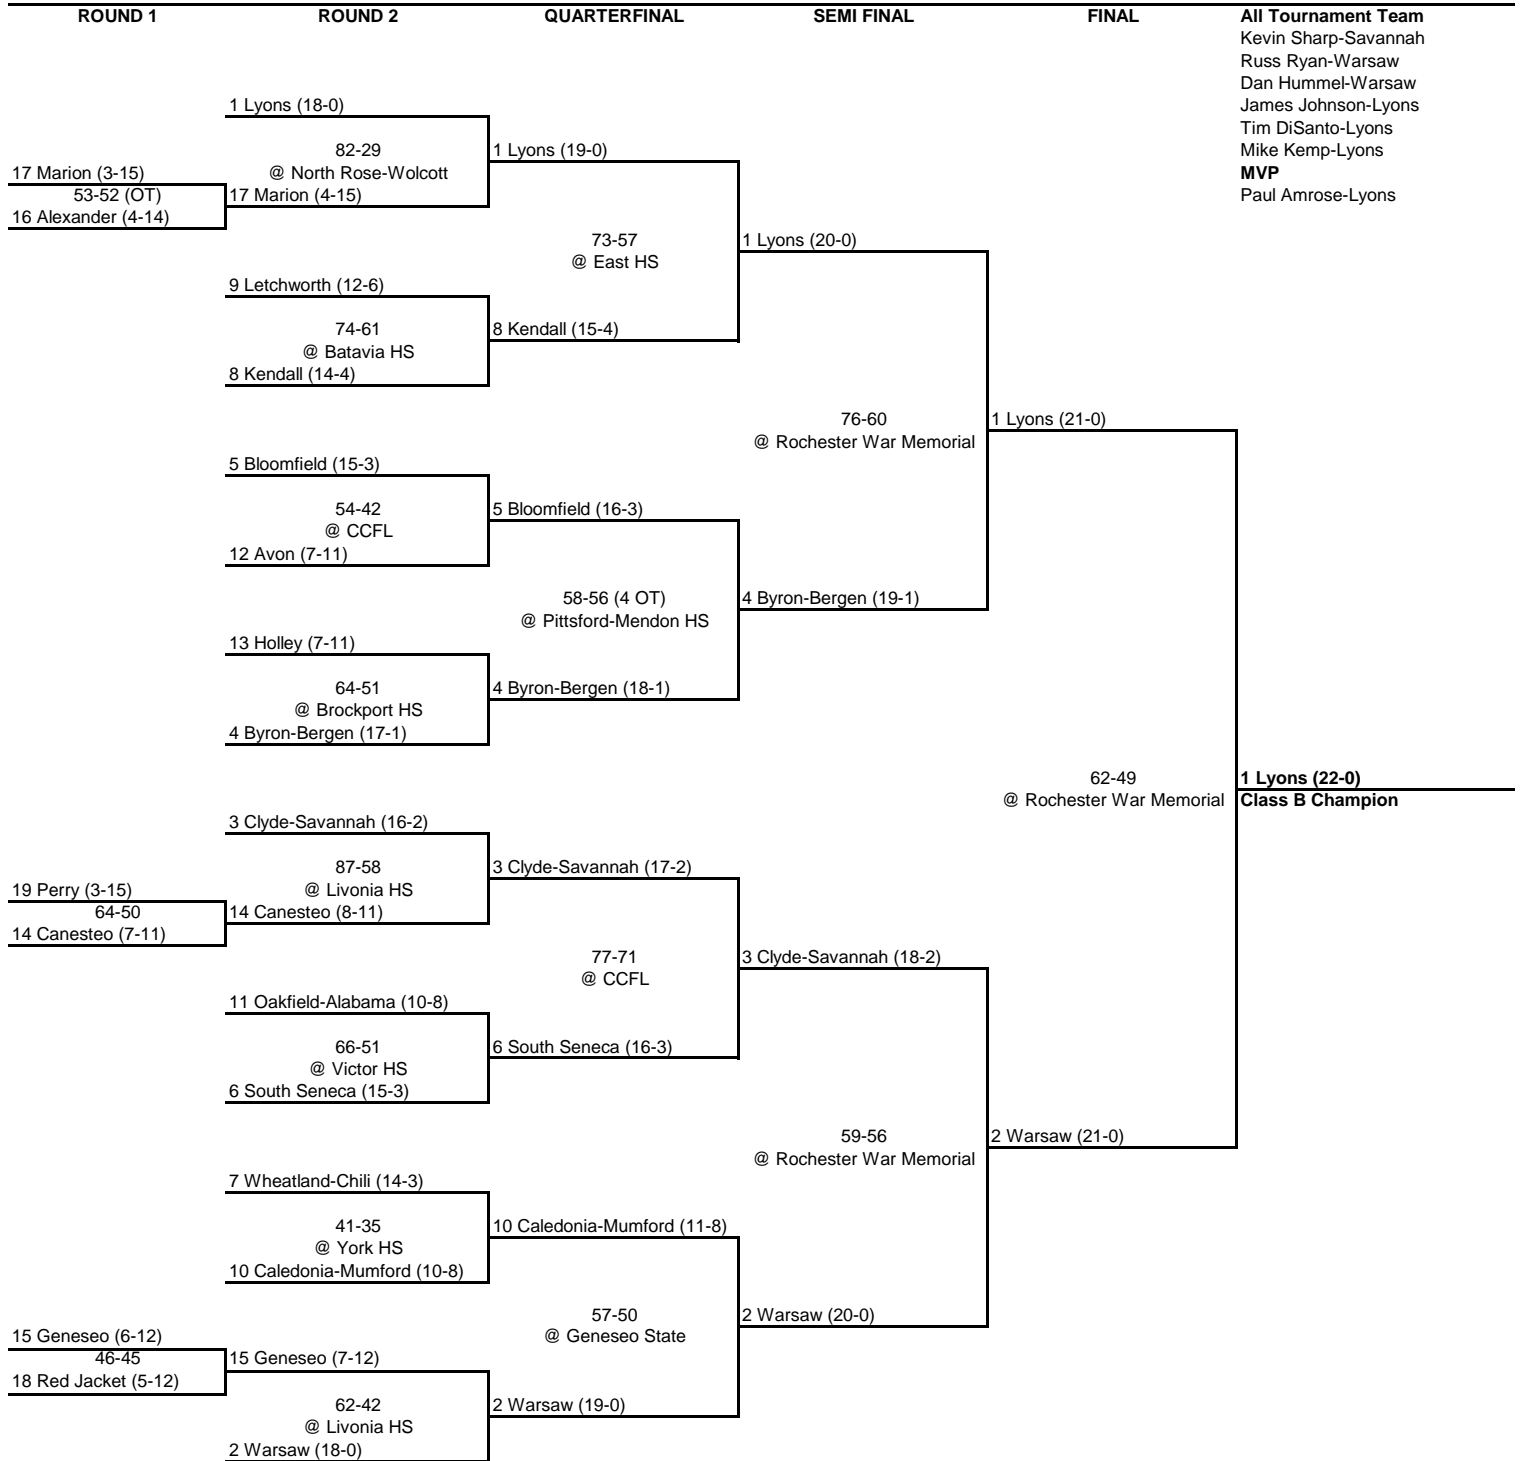 ROUND 1 ROUND 2 QUARTERFINAL SEMI FINAL FINAL All Tournament Team
Kevin Sharp-Savannah
Russ Ryan-Warsaw
Dan Hummel-Warsaw
1 Lyons (18-0) James Johnson-Lyons
Tim DiSanto-Lyons
82-29 1 Lyons (19-0) Mike Kemp-Lyons
17 Marion (3-15) @ North Rose-Wolcott MVP
53-52 (OT) 17 Marion (4-15) Paul Amrose-Lyons
16 Alexander (4-14)
73-57 1 Lyons (20-0)
@ East HS
9 Letchworth (12-6)
74-61 8 Kendall (15-4)
@ Batavia HS
8 Kendall (14-4)
76-60 1 Lyons (21-0)
@ Rochester War Memorial
5 Bloomfield (15-3)
54-42 5 Bloomfield (16-3)
@ CCFL
12 Avon (7-11)
58-56 (4 OT) 4 Byron-Bergen (19-1)
@ Pittsford-Mendon HS
13 Holley (7-11)
64-51 4 Byron-Bergen (18-1)
@ Brockport HS
4 Byron-Bergen (17-1)
62-49 1 Lyons (22-0)
@ Rochester War Memorial Class B Champion
3 Clyde-Savannah (16-2)
87-58 3 Clyde-Savannah (17-2)
19 Perry (3-15) @ Livonia HS
64-50 14 Canesteo (8-11)
14 Canesteo (7-11)
77-71 3 Clyde-Savannah (18-2)
@ CCFL
11 Oakfield-Alabama (10-8)
66-51 6 South Seneca (16-3)
@ Victor HS
6 South Seneca (15-3)
59-56 2 Warsaw (21-0)
@ Rochester War Memorial
7 Wheatland-Chili (14-3)
41-35 10 Caledonia-Mumford (11-8)
@ York HS
10 Caledonia-Mumford (10-8)
57-50 2 Warsaw (20-0)
15 Geneseo (6-12) @ Geneseo State
46-45 15 Geneseo (7-12)
18 Red Jacket (5-12)
62-42 2 Warsaw (19-0)
@ Livonia HS
2 Warsaw (18-0)